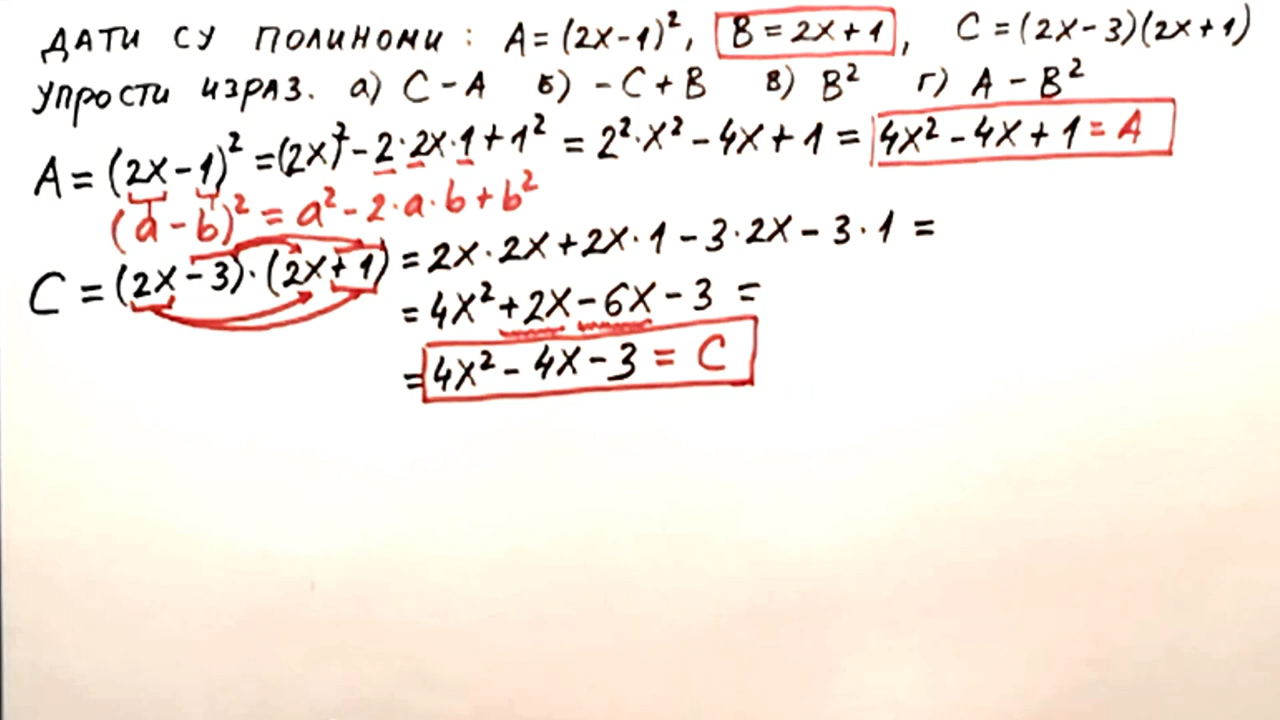 ДАТИ СУ ПОЛИНОМИ : A = (2x-1)², B = 2x+1, C = (2x-3)(2x+1)
УПРОСТИ ИЗРАЗ. а) C - A б) -C + B в) B² г) A - B²
A = (2x-1)² = (2x)² - 2·2x·1 + 1² = 2²·x² - 4x + 1 = 4x² - 4x + 1 = A
(a - b)² = a² - 2·a·b + b²
C = (2x - 3)·(2x + 1) = 2x·2x + 2x·1 - 3·2x - 3·1 =
= 4x² + 2x - 6x - 3 =
= 4x² - 4x - 3 = C